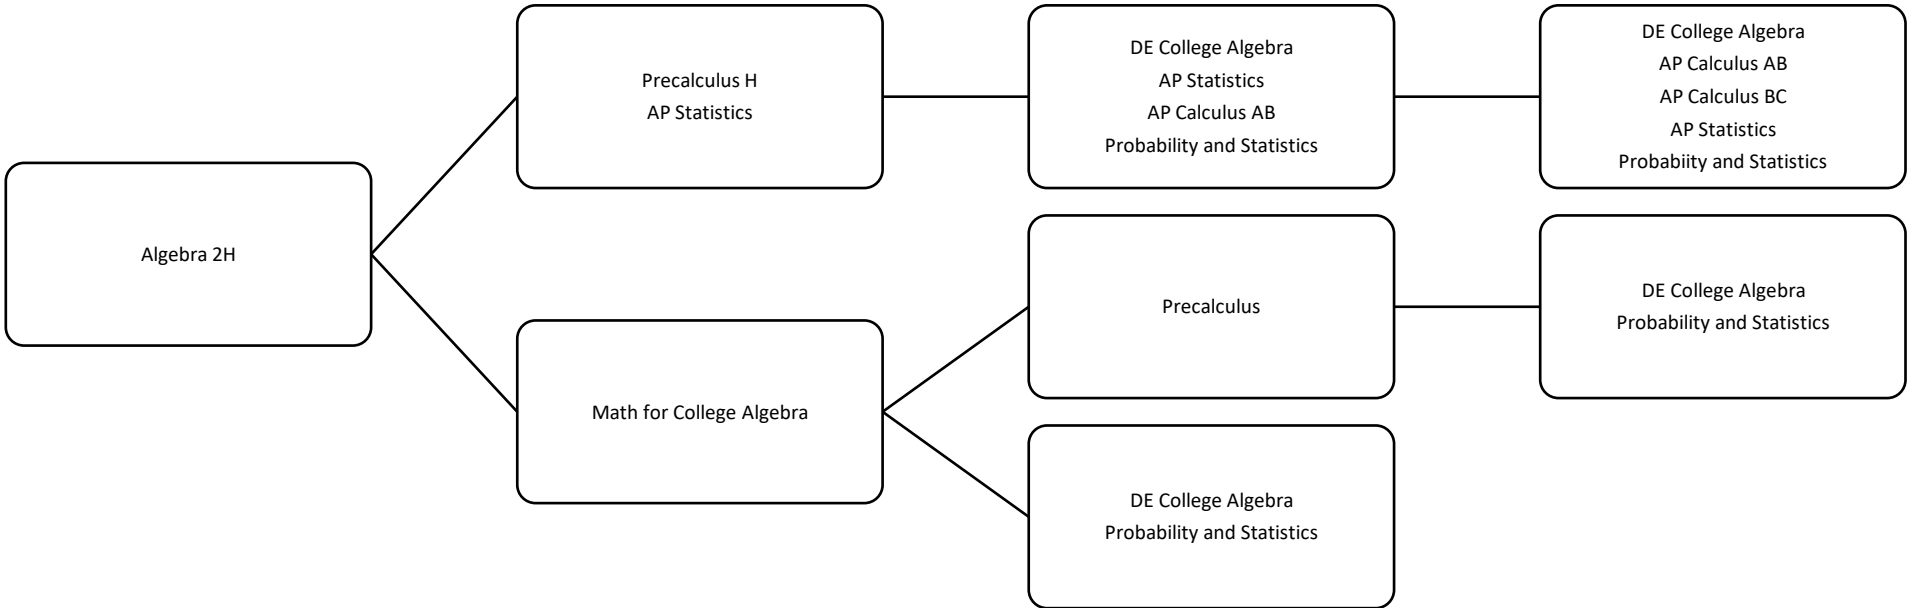 Algebra 2H
Precalculus H
AP Statistics
DE College Algebra
AP Statistics
AP Calculus AB
Probability and Statistics
DE College Algebra
AP Calculus AB
AP Calculus BC
AP Statistics
Probabiity and Statistics
Math for College Algebra
Precalculus
DE College Algebra
Probability and Statistics
DE College Algebra
Probability and Statistics